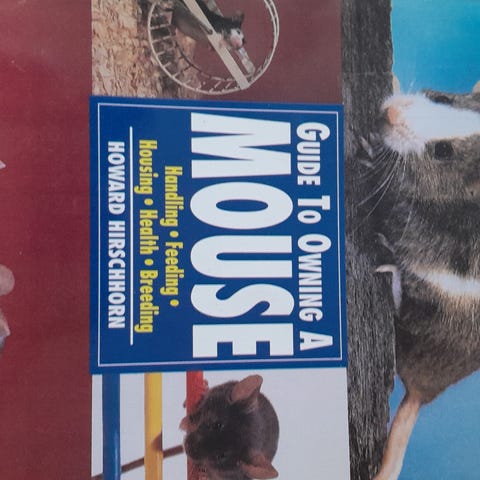 GUIDE TO OWNING A
MOUSE
Handling • Feeding •
Housing • Health • Breeding
HOWARD HIRSCHHORN